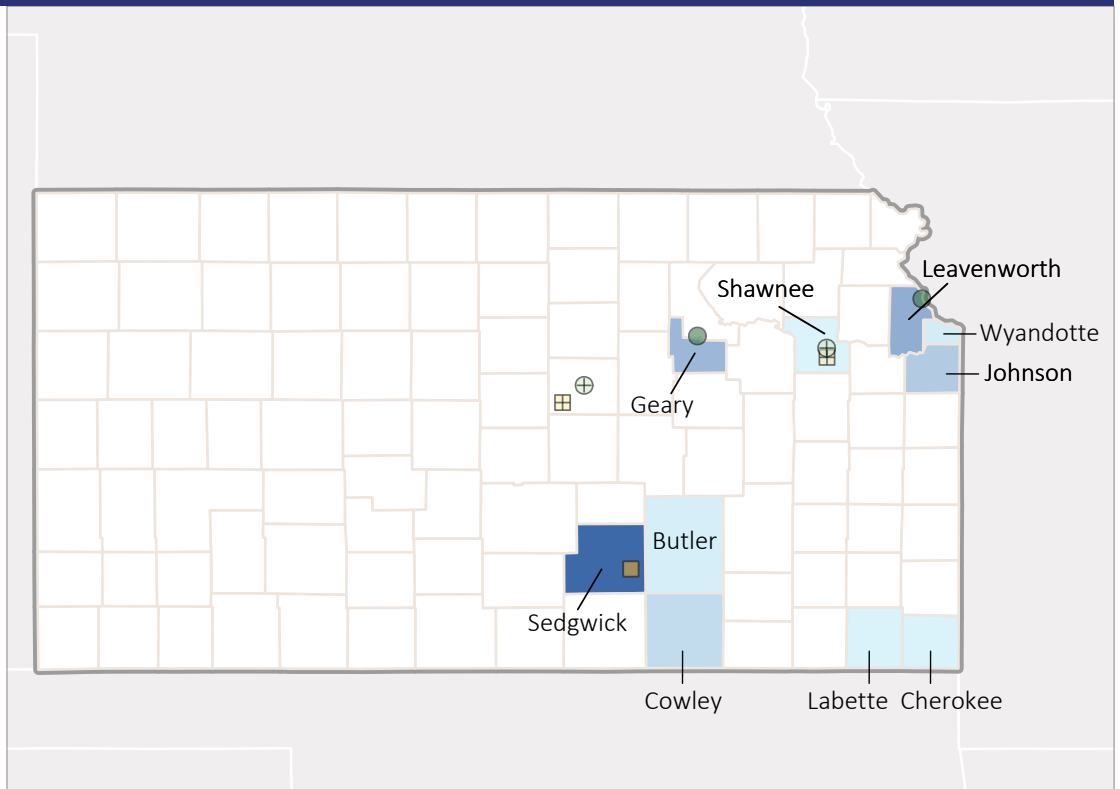 Leavenworth
Shawnee
Wyandotte
Johnson
Geary
Butler
Sedgwick
Cowley
Labette
Cherokee